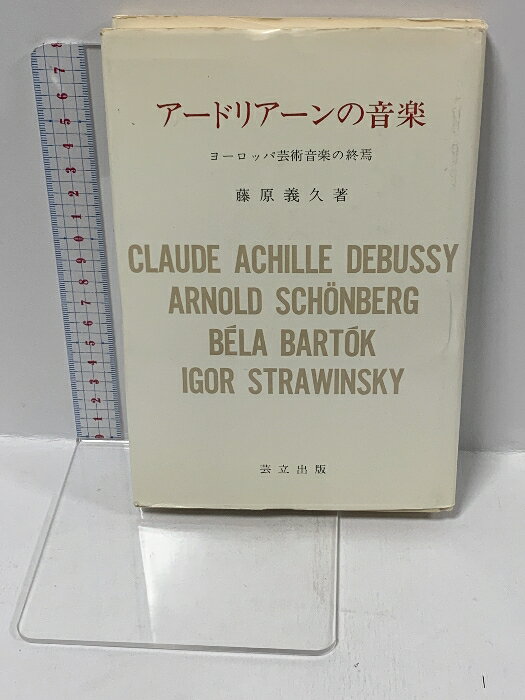 アードリアーンの音楽
ヨーロッパ芸術音楽の終焉
藤原義久著
CLAUDE ACHILLE DEBUSSY
ARNOLD SCHÖNBERG
BÉLA BARTÓK
IGOR STRAWINSKY
芸立出版